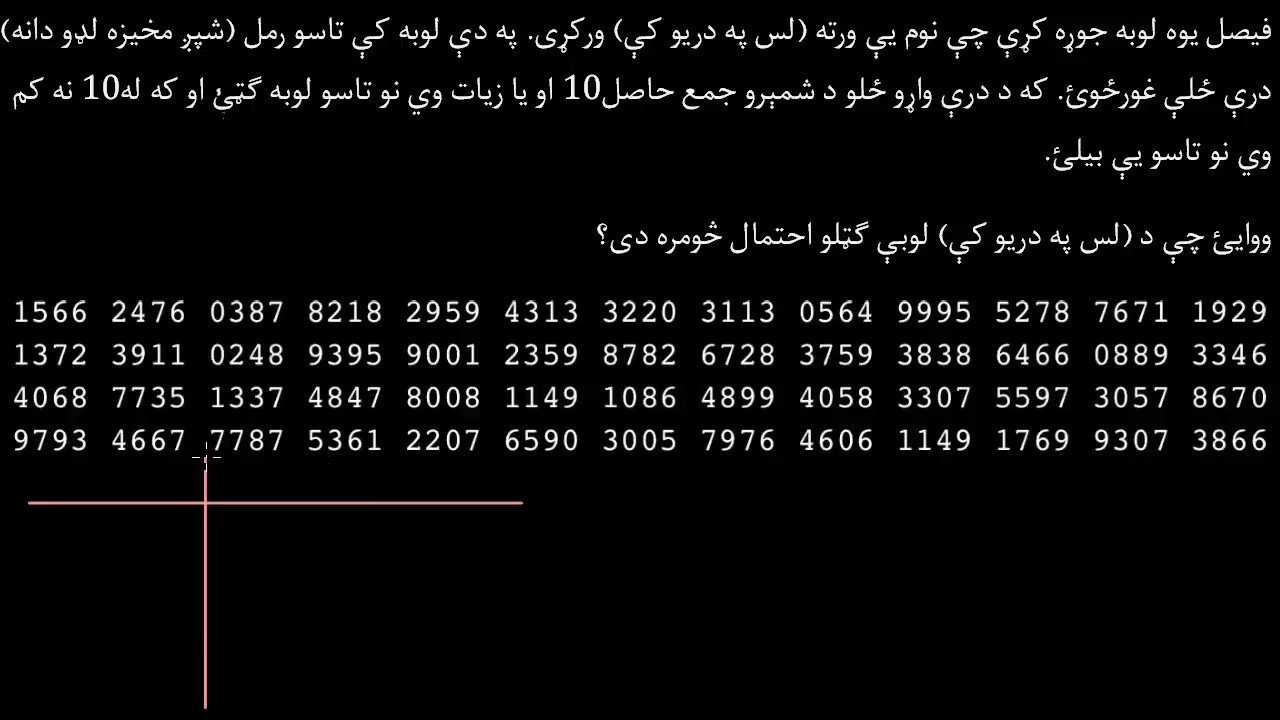 فیصل یوه لوبه جوړه کړې چې نوم یې ورته (لس په دریو کې) ورکړی. په دې لوبه کې تاسو رمل (شپږ مخیزه لډو دانه)
درې ځلې غورځوئ. که د درې واړو ځلو د شمېرو جمع حاصل10 او یا زیات وي نو تاسو لوبه ګټئ او که له10 نه کم
وي نو تاسو یې بیلئ.
ووایئ چې د (لس په دریو کې) لوبې ګټلو احتمال څومره دی؟
1566 2476 0387 8218 2959 4313 3220 3113 0564 9995 5278 7671 1929
1372 3911 0248 9395 9001 2359 8782 6728 3759 3838 6466 0889 3346
4068 7735 1337 4847 8008 1149 1086 4899 4058 3307 5597 3057 8670
9793 4667 7787 5361 2207 6590 3005 7976 4606 1149 1769 9307 3866